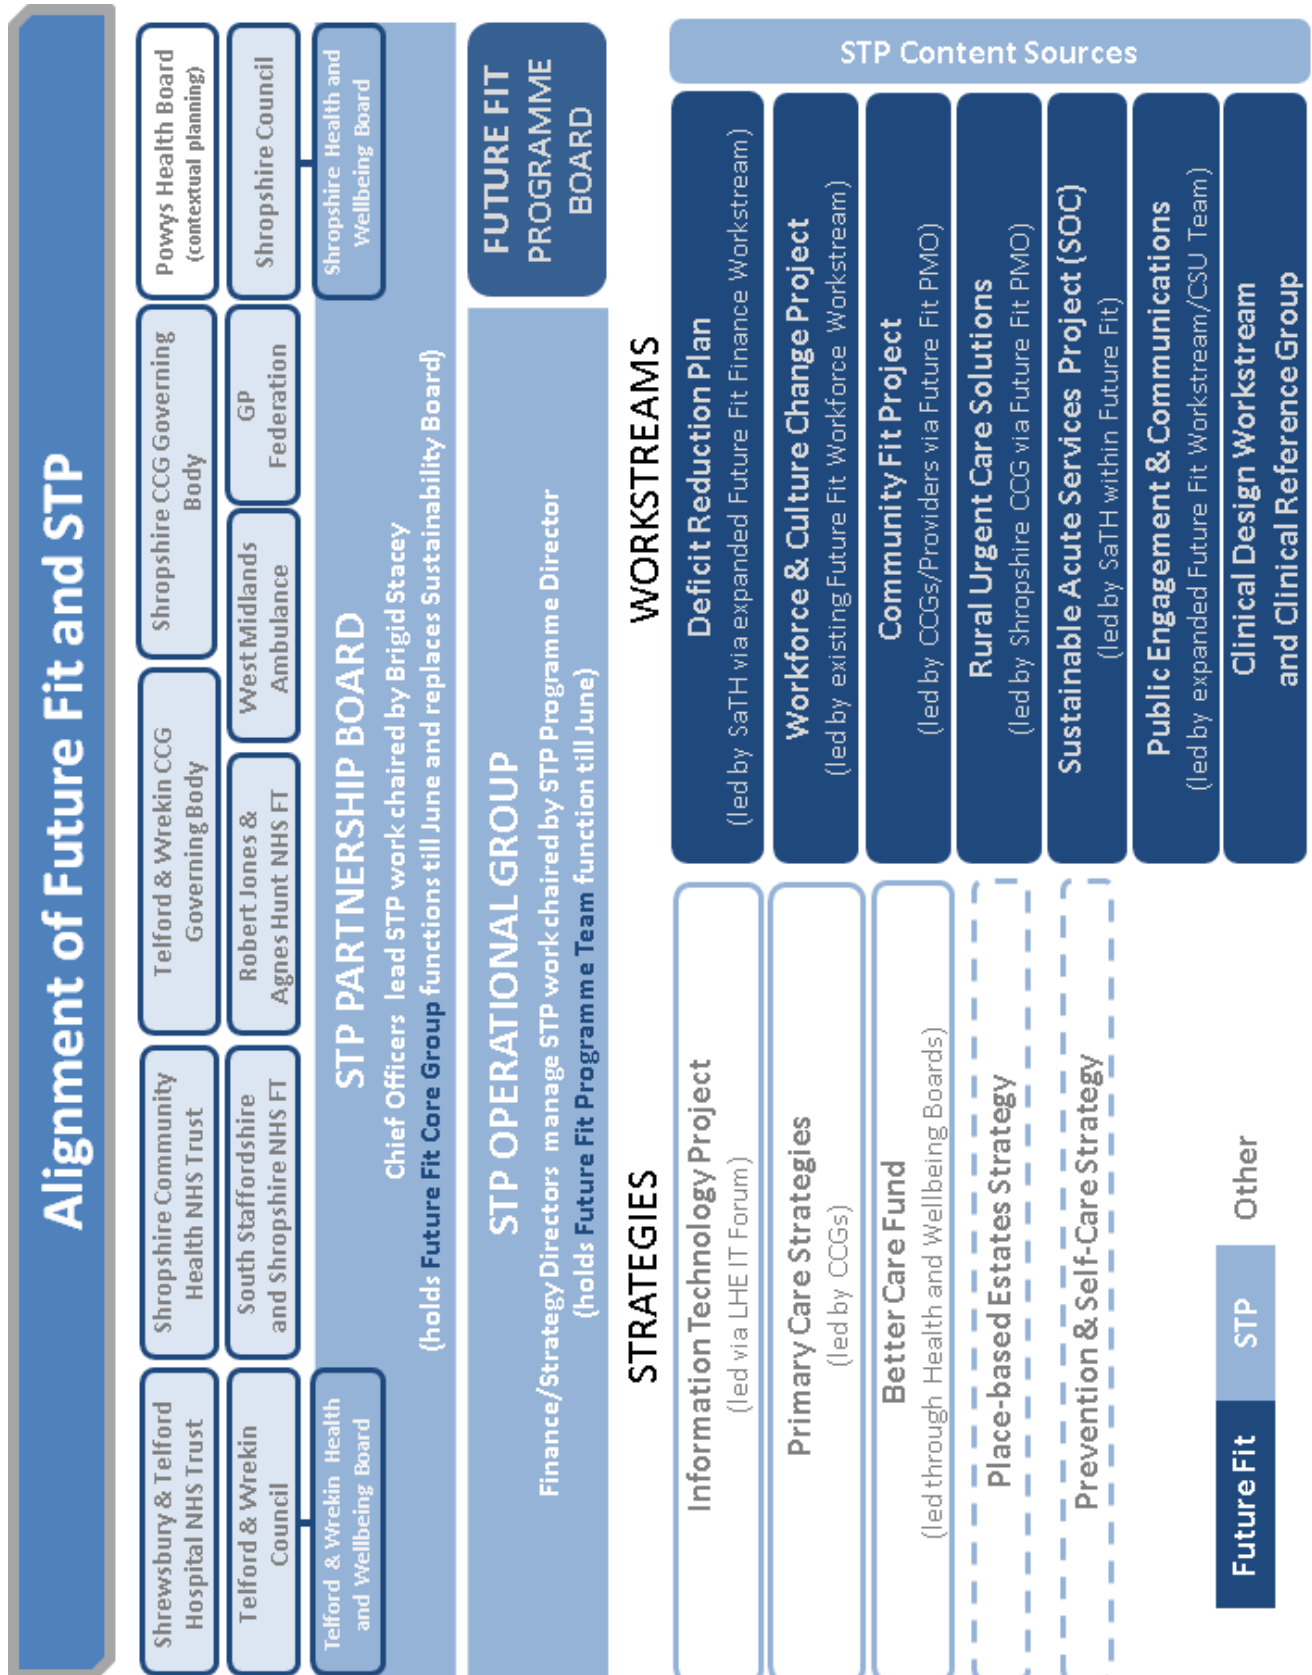 Alignment of Future Fit and STP
Shrewsbury & Telford
Hospital NHS Trust
Shropshire Community
Health NHS Trust
Telford & Wrekin CCG
Governing Body
Shropshire CCG Governing
Body
Powys Health Board
(contextual planning)
Telford & Wrekin
Council
South Staffordshire
and Shropshire NHS FT
Robert Jones &
Agnes Hunt NHS FT
West Midlands
Ambulance
GP
Federation
Shropshire Council
Telford & Wrekin Health
and Wellbeing Board
STP PARTNERSHIP BOARD
Chief Officers lead STP work chaired by Brigid Stacey
(holds Future Fit Core Group functions till June and replaces Sustainability Board)
Shropshire Health and
Wellbeing Board
STP OPERATIONAL GROUP
Finance/Strategy Directors manage STP work chaired by STP Programme Director
(holds Future Fit Programme Team function till June)
FUTURE FIT
PROGRAMME
BOARD
STRATEGIES
Information Technology Project
(led via LHE IT Forum)
Primary Care Strategies
(led by CCGs)
Better Care Fund
(led through Health and Wellbeing Boards)
Place-based Estates Strategy
Prevention & Self-Care Strategy
WORKSTREAMS
Deficit Reduction Plan
(led by SaTH via expanded Future Fit Finance Workstream)
Workforce & Culture Change Project
(led by existing Future Fit Workforce Workstream)
Community Fit Project
(led by CCGs/Providers via Future Fit PMO)
Rural Urgent Care Solutions
(led by Shropshire CCG via Future Fit PMO)
Sustainable Acute Services Project (SOC)
(led by SaTH within Future Fit)
Public Engagement & Communications
(led by expanded Future Fit Workstream/CSU Team)
Clinical Design Workstream
and Clinical Reference Group
STP Content Sources
Future Fit
STP
Other